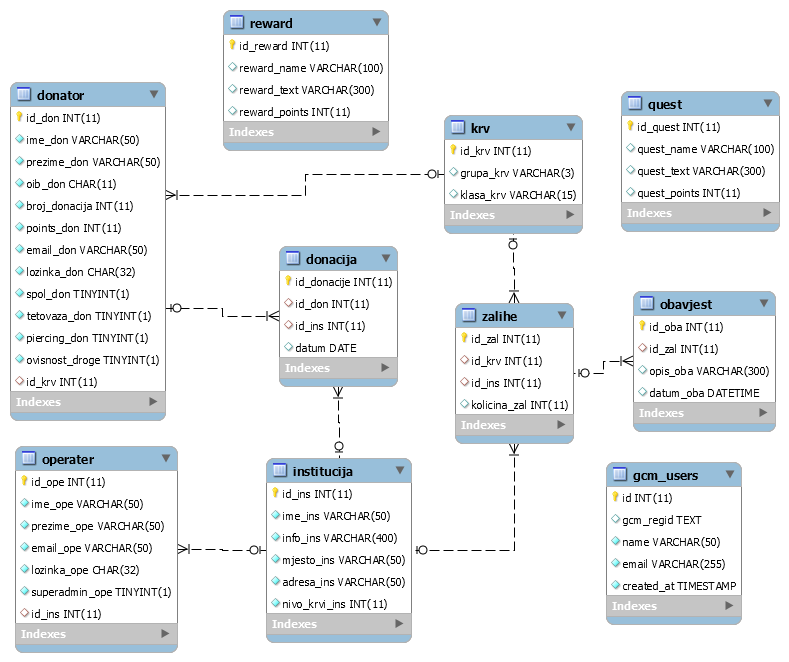 reward
id_reward INT(11)
reward_name VARCHAR(100)
reward_text VARCHAR(300)
reward_points INT(11)
Indexes
donator
id_don INT(11)
ime_don VARCHAR(50)
prezime_don VARCHAR(50)
oib_don CHAR(11)
broj_donacija INT(11)
points_don INT(11)
email_don VARCHAR(50)
lozinka_don CHAR(32)
spol_don TINYINT(1)
tetovaza_don TINYINT(1)
piercing_don TINYINT(1)
ovisnost_droge TINYINT(1)
id_krv INT(11)
Indexes
krv
id_krv INT(11)
grupa_krv VARCHAR(3)
klasa_krv VARCHAR(15)
Indexes
quest
id_quest INT(11)
quest_name VARCHAR(100)
quest_text VARCHAR(300)
quest_points INT(11)
Indexes
donacija
id_donacije INT(11)
id_don INT(11)
id_ins INT(11)
datum DATE
Indexes
zalihe
id_zal INT(11)
id_krv INT(11)
id_ins INT(11)
kolicina_zal INT(11)
Indexes
obavjest
id_oba INT(11)
id_zal INT(11)
opis_oba VARCHAR(300)
datum_oba DATETIME
Indexes
operater
id_ope INT(11)
ime_ope VARCHAR(50)
prezime_ope VARCHAR(50)
email_ope VARCHAR(50)
lozinka_ope CHAR(32)
superadmin_ope TINYINT(1)
id_ins INT(11)
Indexes
institucija
id_ins INT(11)
ime_ins VARCHAR(50)
info_ins VARCHAR(400)
mjesto_ins VARCHAR(50)
adresa_ins VARCHAR(50)
nivo_krvi_ins INT(11)
Indexes
gcm_users
id INT(11)
gcm_regid TEXT
name VARCHAR(50)
email VARCHAR(255)
created_at TIMESTAMP
Indexes